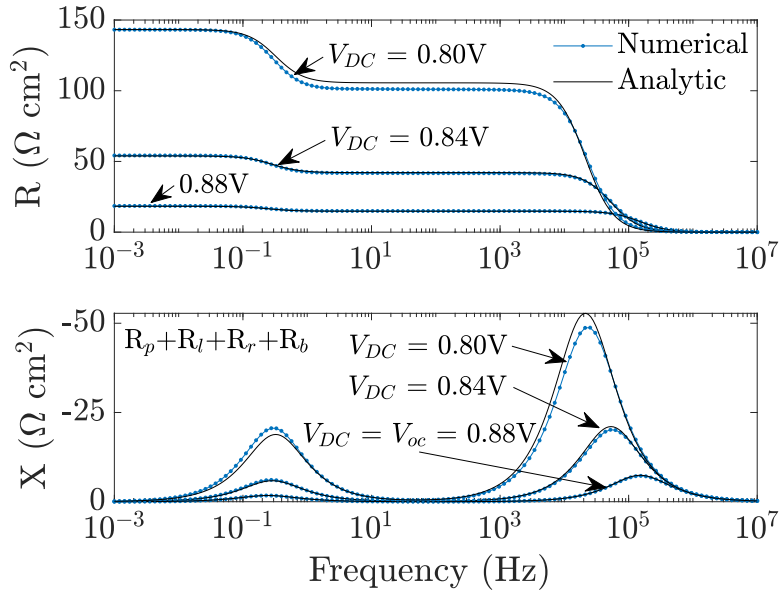 150
100
50
0
R (Ω cm²)
V_DC = 0.80V
V_DC = 0.84V
0.88V
Numerical
Analytic
10⁻³ 10⁻¹ 10¹ 10³ 10⁵ 10⁷
-50
-25
0
X (Ω cm²)
R_p+R_l+R_r+R_b
V_DC = 0.80V
V_DC = 0.84V
V_DC = V_oc = 0.88V
10⁻³ 10⁻¹ 10¹ 10³ 10⁵ 10⁷
Frequency (Hz)